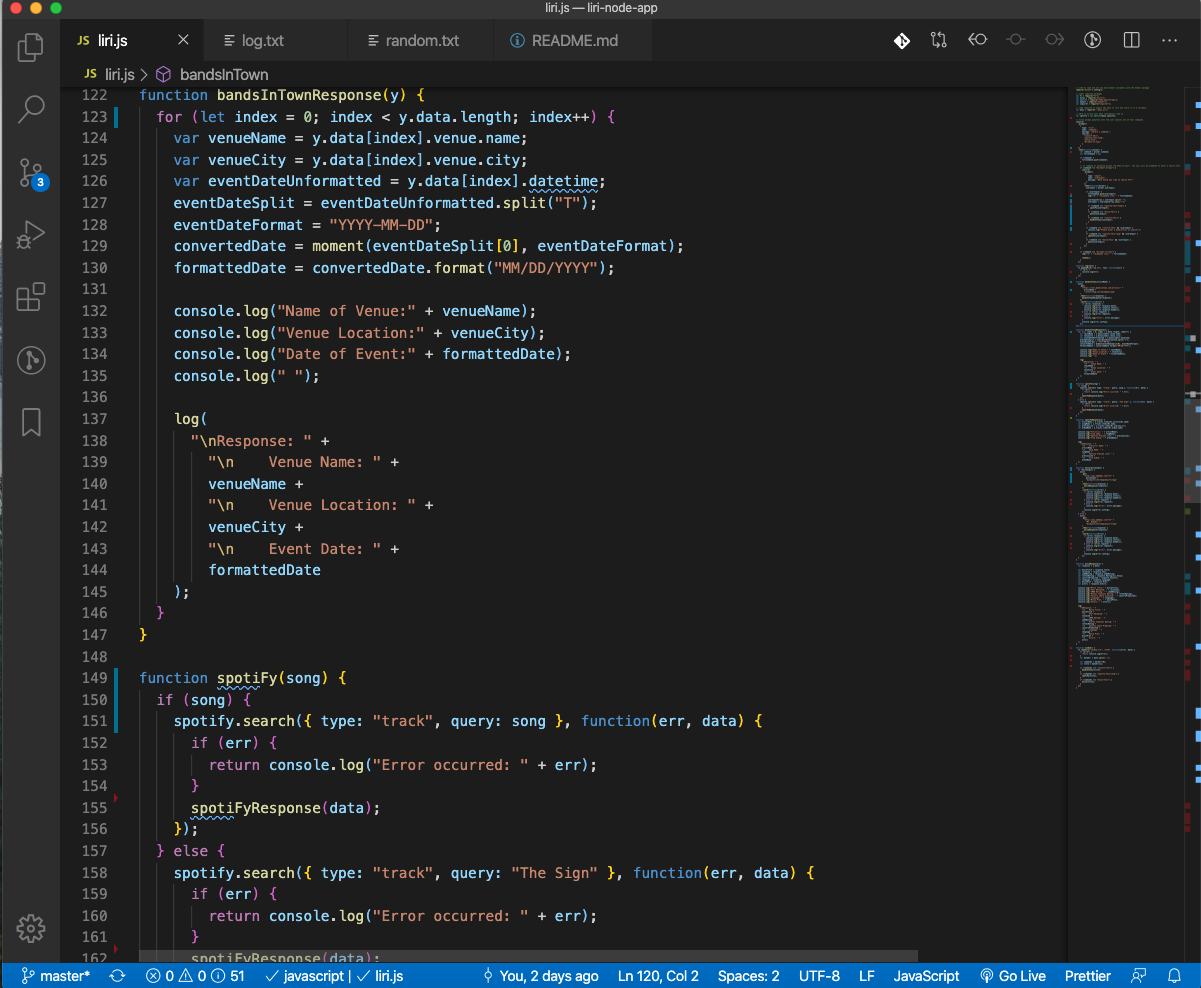 liri.js — liri-node-app
JS liri.js × log.txt random.txt README.md
JS liri.js > bandsInTown
122 function bandsInTownResponse(y) {
123   for (let index = 0; index < y.data.length; index++) {
124     var venueName = y.data[index].venue.name;
125     var venueCity = y.data[index].venue.city;
126     var eventDateUnformatted = y.data[index].datetime;
127     eventDateSplit = eventDateUnformatted.split("T");
128     eventDateFormat = "YYYY-MM-DD";
129     convertedDate = moment(eventDateSplit[0], eventDateFormat);
130     formattedDate = convertedDate.format("MM/DD/YYYY");
131
132     console.log("Name of Venue:" + venueName);
133     console.log("Venue Location:" + venueCity);
134     console.log("Date of Event:" + formattedDate);
135     console.log(" ");
136
137     log(
138       "\nResponse: " +
139         "\n    Venue Name: " +
140         venueName +
141         "\n    Venue Location: " +
142         venueCity +
143         "\n    Event Date: " +
144         formattedDate
145     );
146   }
147 }
148
149 function spotiFy(song) {
150   if (song) {
151     spotify.search({ type: "track", query: song }, function(err, data) {
152       if (err) {
153         return console.log("Error occurred: " + err);
154       }
155       spotiFyResponse(data);
156     });
157   } else {
158     spotify.search({ type: "track", query: "The Sign" }, function(err, data) {
159       if (err) {
160         return console.log("Error occurred: " + err);
161       }
162       spotiFyResponse(data);
3
master* 0 0 51 javascript | liri.js You, 2 days ago Ln 120, Col 2 Spaces: 2 UTF-8 LF JavaScript Go Live Prettier